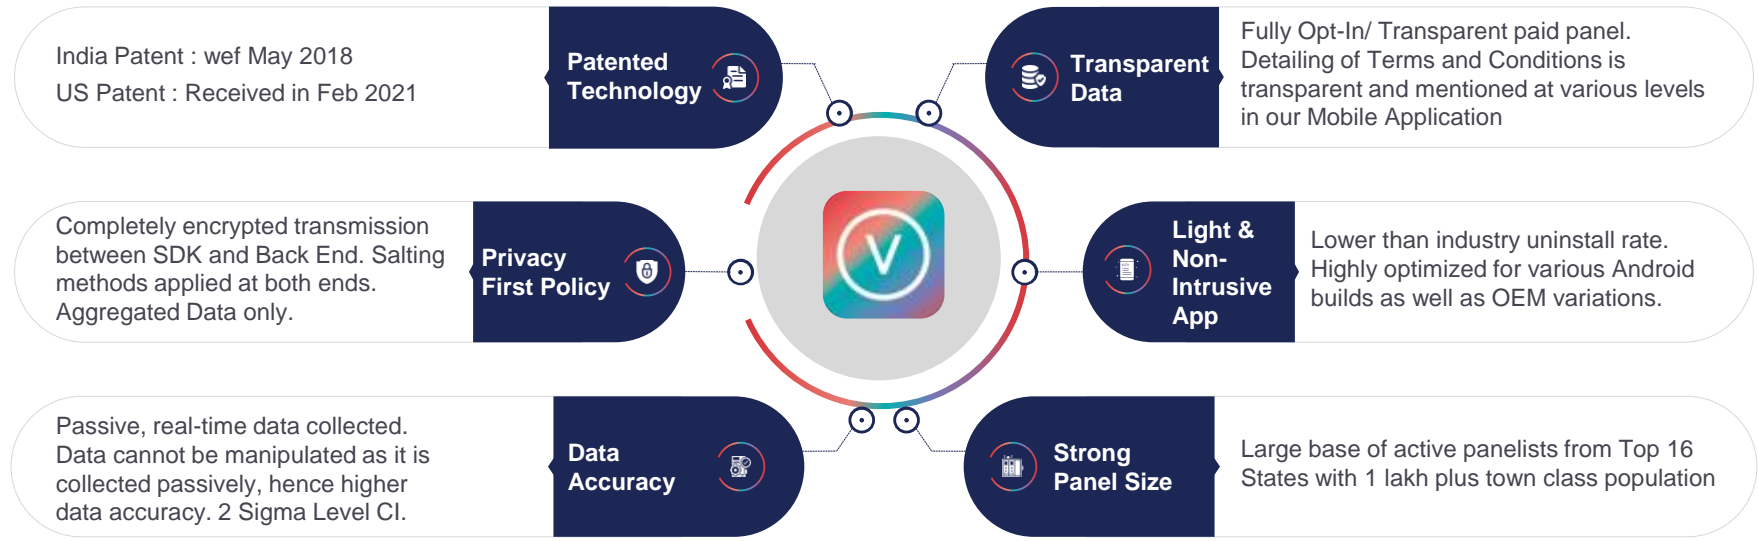 India Patent : wef May 2018
US Patent : Received in Feb 2021
Patented
Technology
Transparent
Data
Fully Opt-In/ Transparent paid panel.
Detailing of Terms and Conditions is
transparent and mentioned at various levels
in our Mobile Application
Completely encrypted transmission
between SDK and Back End. Salting
methods applied at both ends.
Aggregated Data only.
Privacy
First Policy
V
Light &
Non-
Intrusive
App
Lower than industry uninstall rate.
Highly optimized for various Android
builds as well as OEM variations.
Passive, real-time data collected.
Data cannot be manipulated as it is
collected passively, hence higher
data accuracy. 2 Sigma Level CI.
Data
Accuracy
Strong
Panel Size
Large base of active panelists from Top 16
States with 1 lakh plus town class population